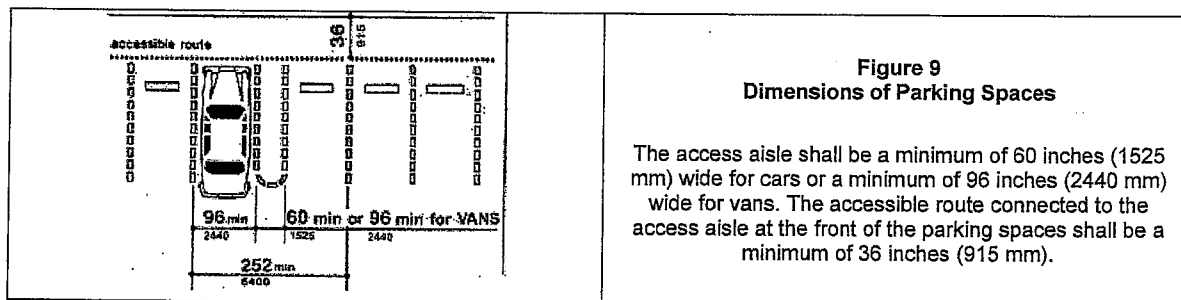 36
915
accessible route
96 min 60 min or 96 min for VANS
2440 1525 2440
252 min
6400
Figure 9
Dimensions of Parking Spaces
The access aisle shall be a minimum of 60 inches (1525
mm) wide for cars or a minimum of 96 inches (2440 mm)
wide for vans. The accessible route connected to the
access aisle at the front of the parking spaces shall be a
minimum of 36 inches (915 mm).